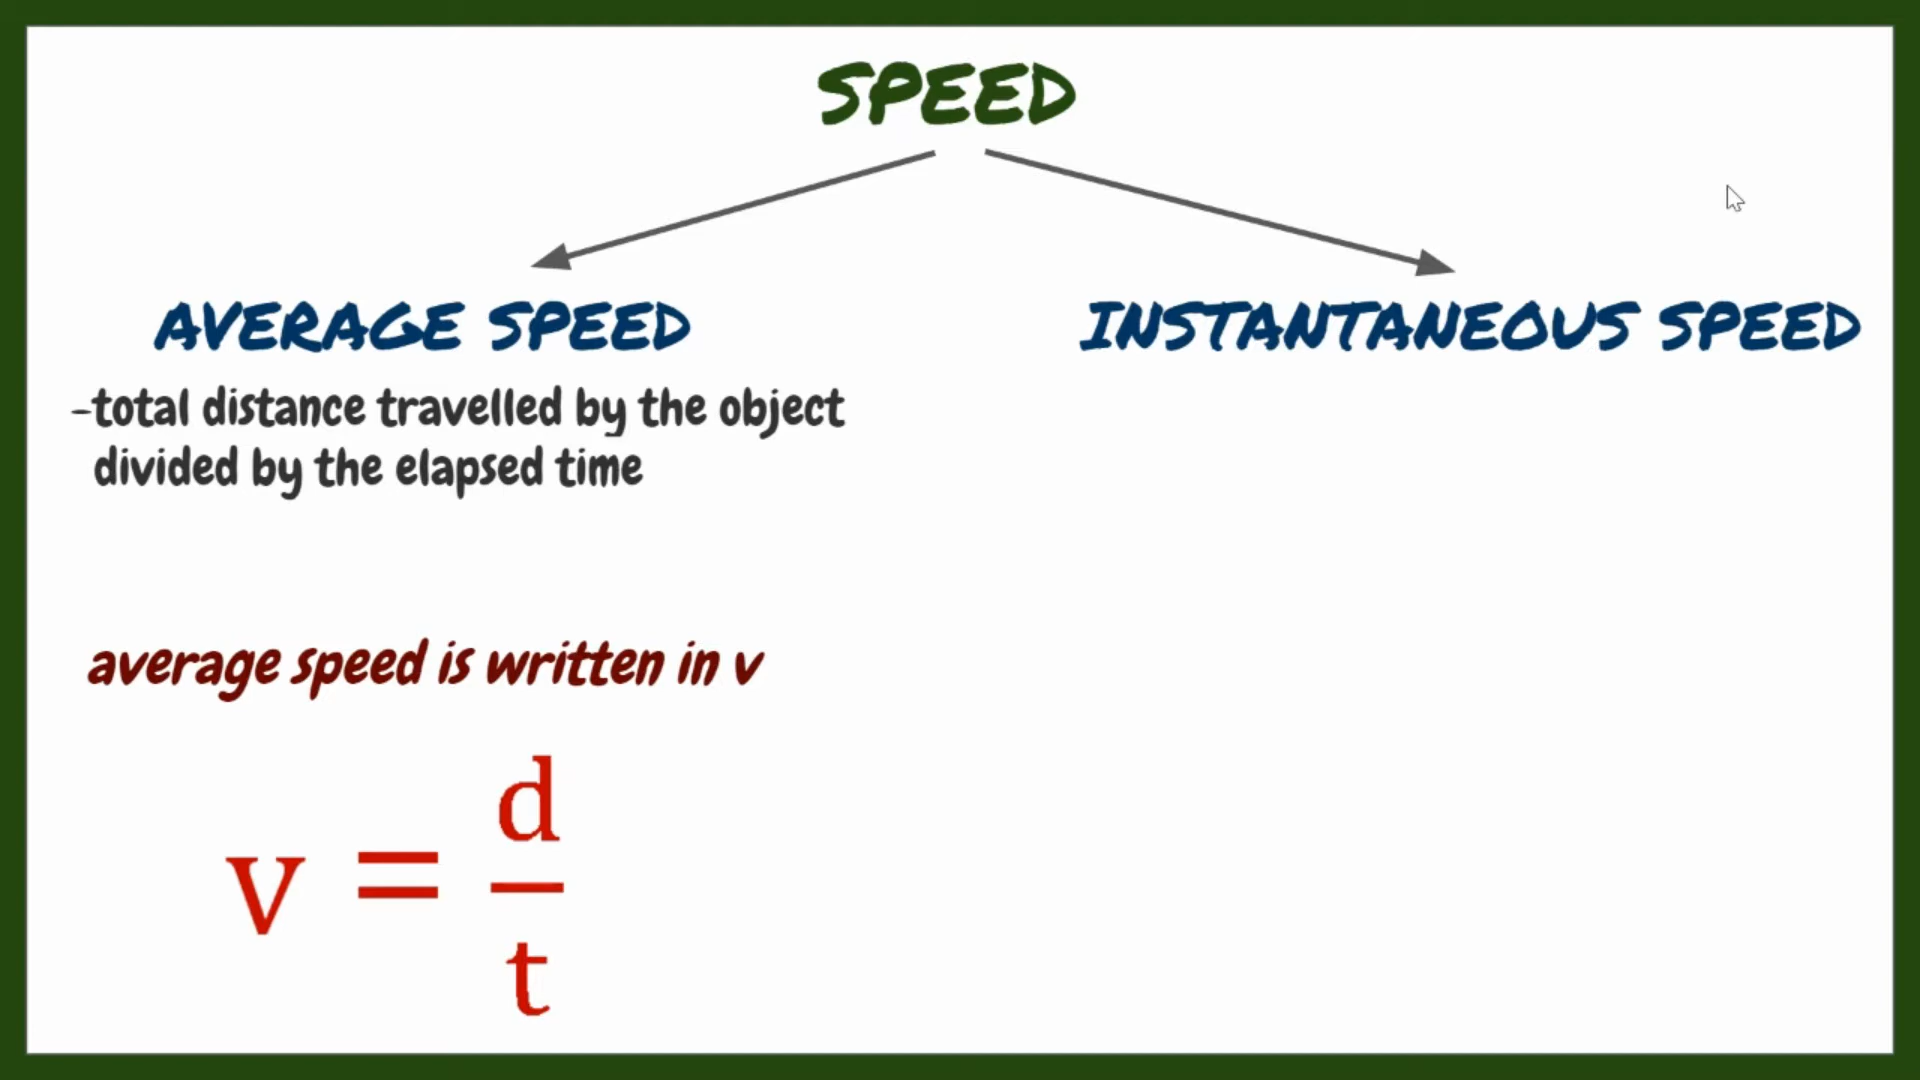 SPEED
AVERAGE SPEED
INSTANTANEOUS SPEED
-total distance travelled by the object
divided by the elapsed time
average speed is written in v
v = d/t